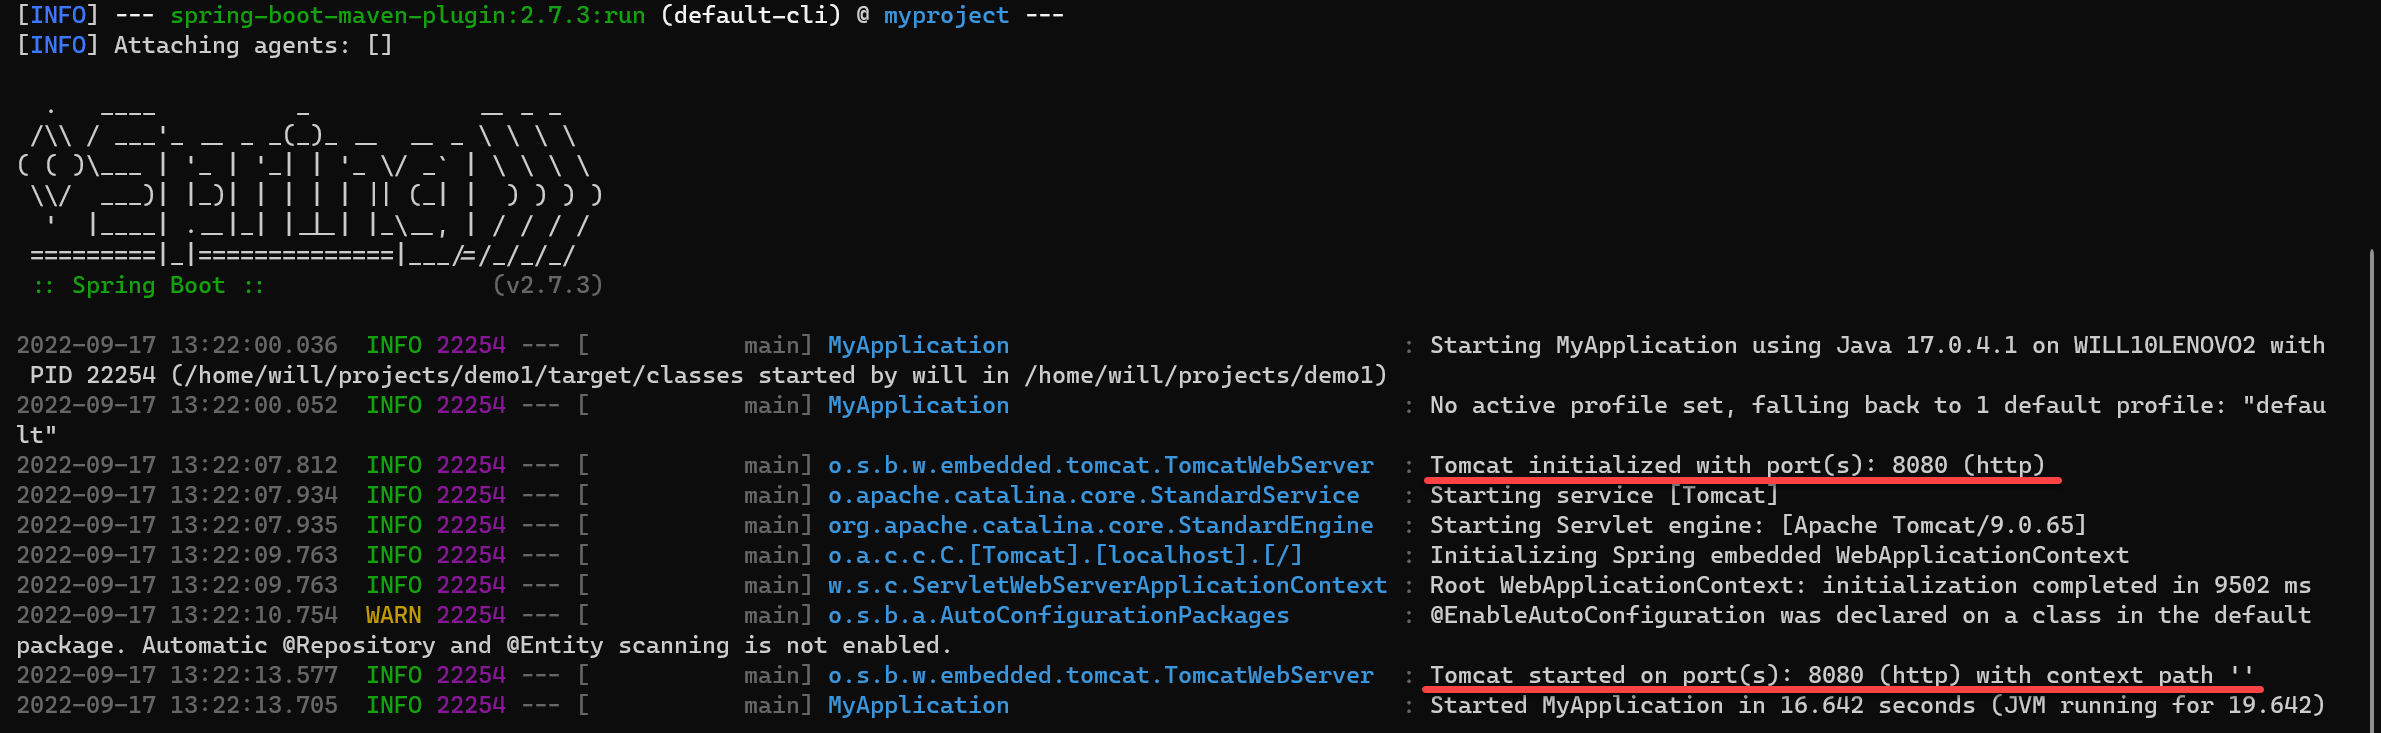 [INFO] --- spring-boot-maven-plugin:2.7.3:run (default-cli) @ myproject ---
[INFO] Attaching agents: []
  .   ____          _            __ _ _
 /\\ / ___'_ __ _ _(_)_ __  __ _ \ \ \ \
( ( )\___ | '_ | '_| | '_ \/ _` | \ \ \ \
 \\/  ___)| |_)| | | | | || (_| |  ) ) ) )
  '  |____| .__|_| |_|_| |_\__, | / / / /
 =========|_|==============|___/=/_/_/_/
 :: Spring Boot ::                (v2.7.3)
2022-09-17 13:22:00.036  INFO 22254 --- [           main] MyApplication                            : Starting MyApplication using Java 17.0.4.1 on WILL10LENOVO2 with
 PID 22254 (/home/will/projects/demo1/target/classes started by will in /home/will/projects/demo1)
2022-09-17 13:22:00.052  INFO 22254 --- [           main] MyApplication                            : No active profile set, falling back to 1 default profile: "defau
lt"
2022-09-17 13:22:07.812  INFO 22254 --- [           main] o.s.b.w.embedded.tomcat.TomcatWebServer  : Tomcat initialized with port(s): 8080 (http)
2022-09-17 13:22:07.934  INFO 22254 --- [           main] o.apache.catalina.core.StandardService   : Starting service [Tomcat]
2022-09-17 13:22:07.935  INFO 22254 --- [           main] org.apache.catalina.core.StandardEngine  : Starting Servlet engine: [Apache Tomcat/9.0.65]
2022-09-17 13:22:09.763  INFO 22254 --- [           main] o.a.c.c.C.[Tomcat].[localhost].[/]       : Initializing Spring embedded WebApplicationContext
2022-09-17 13:22:09.763  INFO 22254 --- [           main] w.s.c.ServletWebServerApplicationContext : Root WebApplicationContext: initialization completed in 9502 ms
2022-09-17 13:22:10.754  WARN 22254 --- [           main] o.s.b.a.AutoConfigurationPackages        : @EnableAutoConfiguration was declared on a class in the default
package. Automatic @Repository and @Entity scanning is not enabled.
2022-09-17 13:22:13.577  INFO 22254 --- [           main] o.s.b.w.embedded.tomcat.TomcatWebServer  : Tomcat started on port(s): 8080 (http) with context path ''
2022-09-17 13:22:13.705  INFO 22254 --- [           main] MyApplication                            : Started MyApplication in 16.642 seconds (JVM running for 19.642)